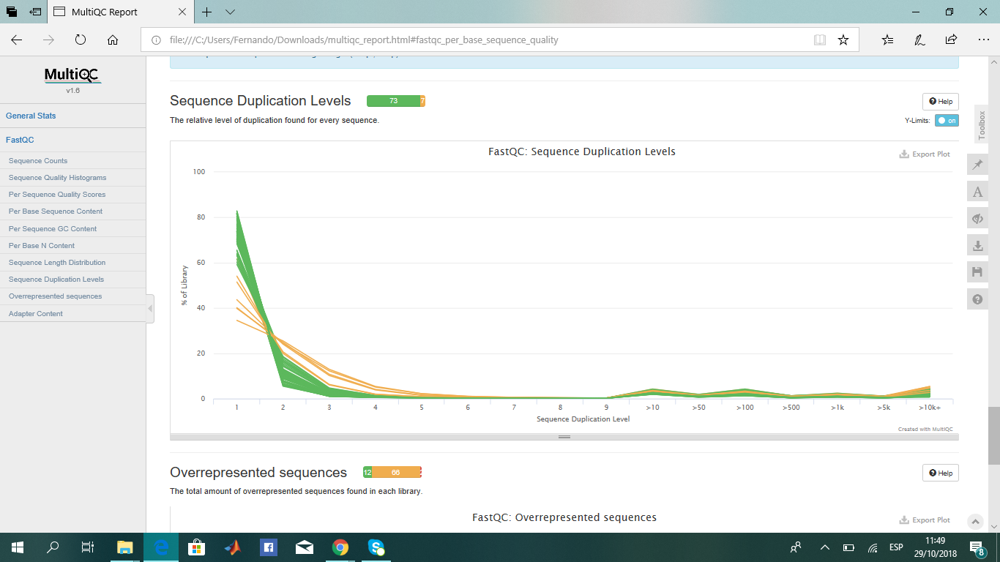 MultiQC Report
file:///C:/Users/Fernando/Downloads/multiqc_report.html#fastqc_per_base_sequence_quality
MultiQC
v1.6
General Stats
FastQC
Sequence Counts
Sequence Quality Histograms
Per Sequence Quality Scores
Per Base Sequence Content
Per Sequence GC Content
Per Base N Content
Sequence Length Distribution
Sequence Duplication Levels
Overrepresented sequences
Adapter Content
Sequence Duplication Levels
73 7
Help
The relative level of duplication found for every sequence.
Y-Limits: on
Toolbox
FastQC: Sequence Duplication Levels
Export Plot
100
80
60
40
20
0
% of Library
1 2 3 4 5 6 7 8 9 >10 >50 >100 >500 >1k >5k >10k+
Sequence Duplication Level
Created with MultiQC
Overrepresented sequences
12 66
Help
The total amount of overrepresented sequences found in each library.
FastQC: Overrepresented sequences
Export Plot
ESP
11:49
29/10/2018
8